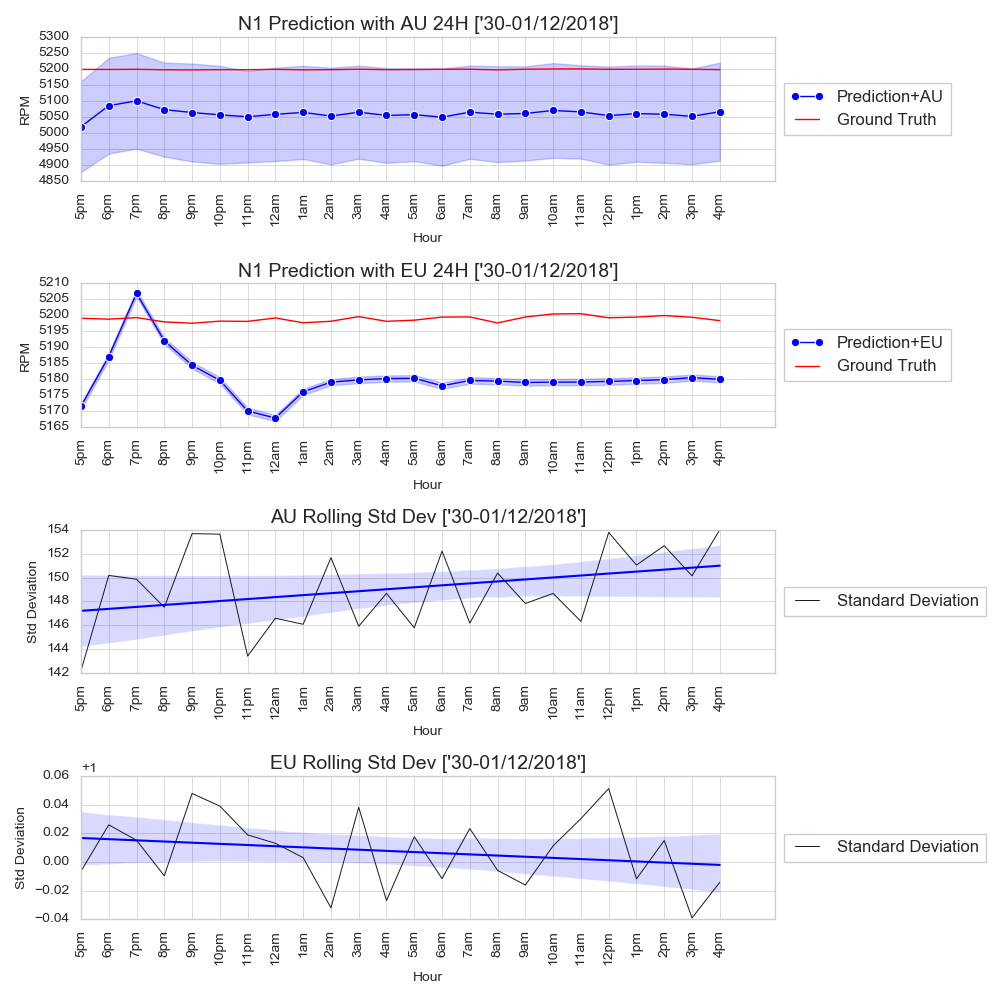 N1 Prediction with AU 24H ['30-01/12/2018']
5300
5250
5200
5150
5100
5050
5000
4950
4900
4850
RPM
5pm 6pm 7pm 8pm 9pm 10pm 11pm 12am 1am 2am 3am 4am 5am 6am 7am 8am 9am 10am 11am 12pm 1pm 2pm 3pm 4pm
Hour
Prediction+AU
Ground Truth
N1 Prediction with EU 24H ['30-01/12/2018']
5210
5205
5200
5195
5190
5185
5180
5175
5170
5165
RPM
5pm 6pm 7pm 8pm 9pm 10pm 11pm 12am 1am 2am 3am 4am 5am 6am 7am 8am 9am 10am 11am 12pm 1pm 2pm 3pm 4pm
Hour
Prediction+EU
Ground Truth
AU Rolling Std Dev ['30-01/12/2018']
154
152
150
148
146
144
142
Std Deviation
5pm 6pm 7pm 8pm 9pm 10pm 11pm 12am 1am 2am 3am 4am 5am 6am 7am 8am 9am 10am 11am 12pm 1pm 2pm 3pm 4pm
Hour
Standard Deviation
EU Rolling Std Dev ['30-01/12/2018']
+1
0.06
0.04
0.02
0.00
−0.02
−0.04
Std Deviation
5pm 6pm 7pm 8pm 9pm 10pm 11pm 12am 1am 2am 3am 4am 5am 6am 7am 8am 9am 10am 11am 12pm 1pm 2pm 3pm 4pm
Hour
Standard Deviation